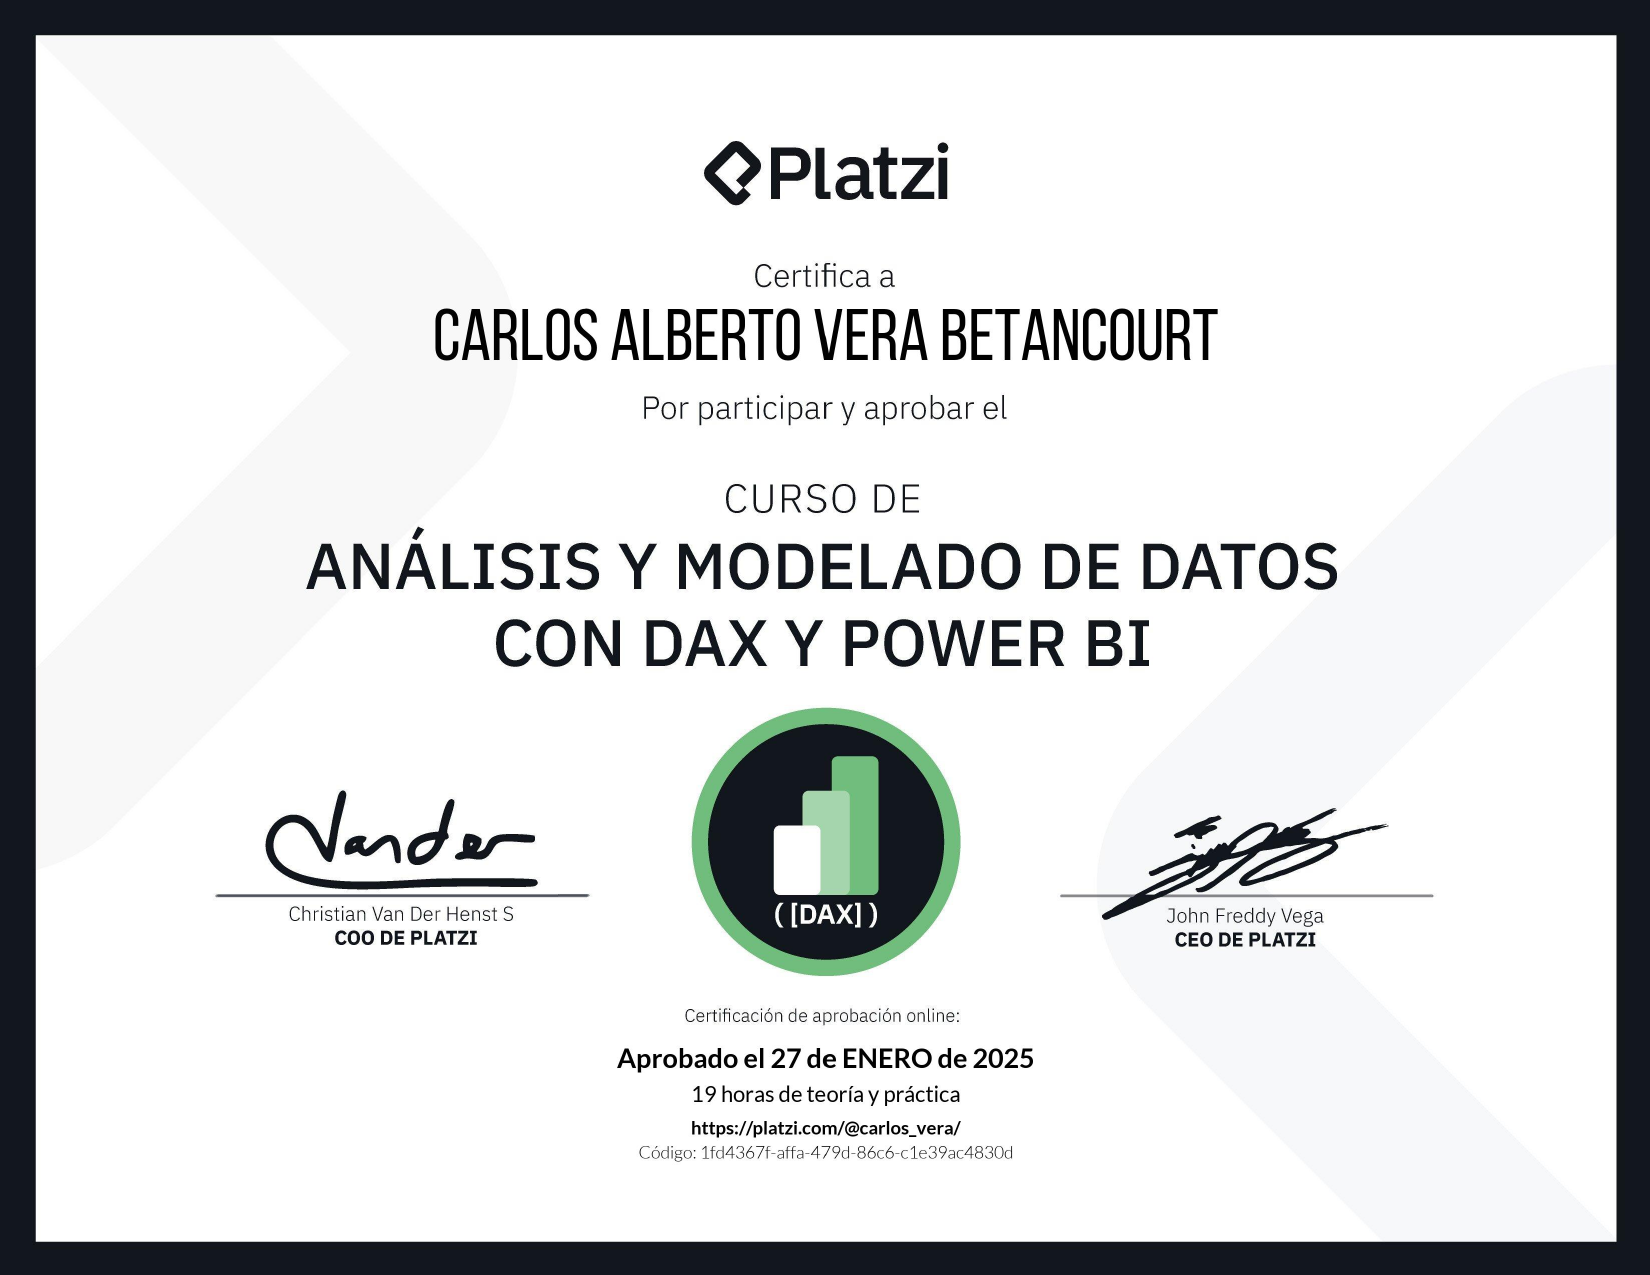 Platzi
Certifica a
CARLOS ALBERTO VERA BETANCOURT
Por participar y aprobar el
CURSO DE
ANÁLISIS Y MODELADO DE DATOS
CON DAX Y POWER BI
Vander
([DAX])
Christian Van Der Henst S
COO DE PLATZI
John Freddy Vega
CEO DE PLATZI
Certificación de aprobación online:
Aprobado el 27 de ENERO de 2025
19 horas de teoría y práctica
https://platzi.com/@carlos_vera/
Código: 1fd4367f-affa-479d-86c6-c1e39ac4830d